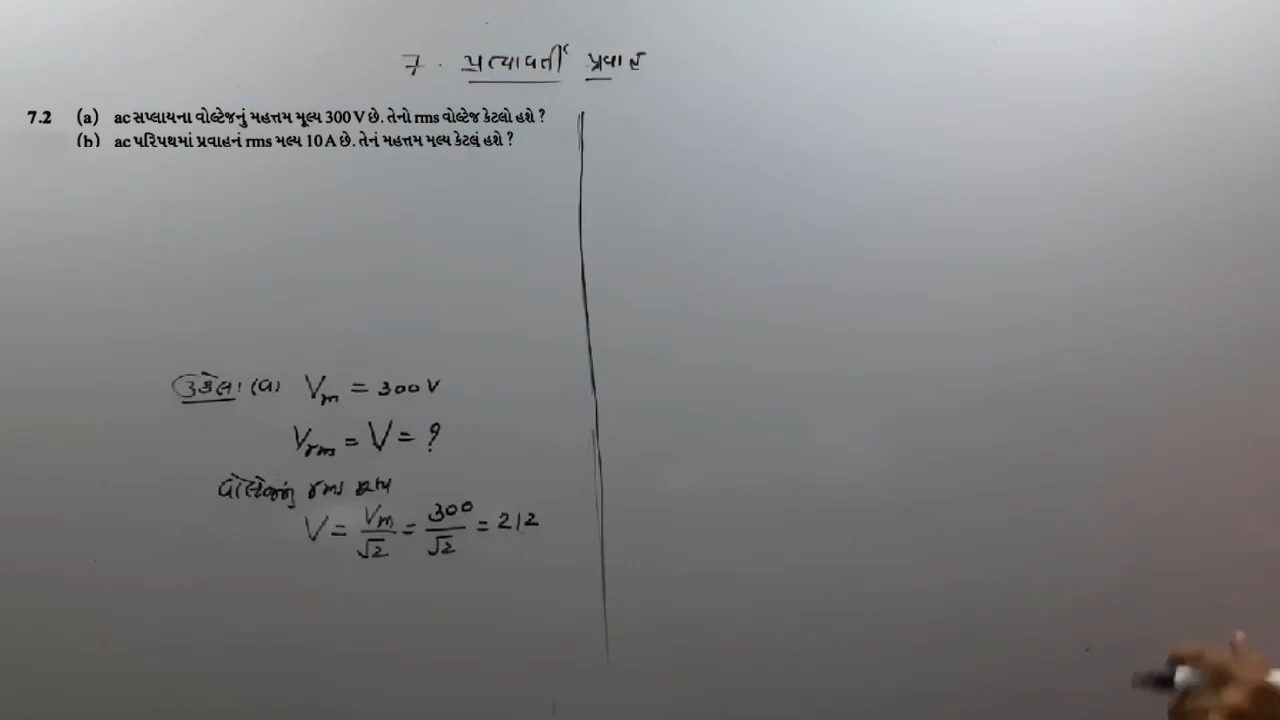 7. પ્રત્યાવર્તી પ્રવાહ
7.2 (a) ac સપ્લાયના વોલ્ટેજનું મહત્તમ મૂલ્ય 300 V છે. તેનો rms વોલ્ટેજ કેટલો હશે ?
(b) ac પરિપથમાં પ્રવાહનં rms મલ્ય 10 A છે. તેનં મહત્તમ મલ્ય કેટલું હશે ?
ઉકેલ: (a) Vm = 300 V
Vrms = V = ?
વોલ્ટેજનું rms મૂલ્ય
V = Vm/√2 = 300/√2 = 212